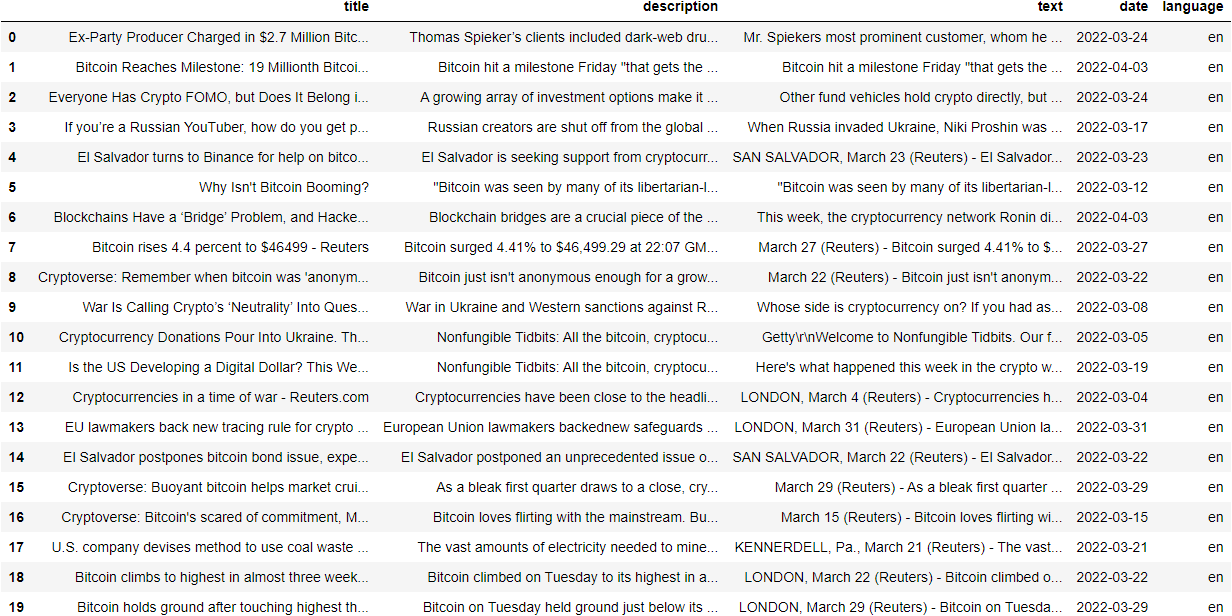 title description text date language
0 Ex-Party Producer Charged in $2.7 Million Bitc... Thomas Spieker’s clients included dark-web dru... Mr. Spiekers most prominent customer, whom he ... 2022-03-24 en
1 Bitcoin Reaches Milestone: 19 Millionth Bitcoi... Bitcoin hit a milestone Friday "that gets the ... Bitcoin hit a milestone Friday "that gets the ... 2022-04-03 en
2 Everyone Has Crypto FOMO, but Does It Belong i... A growing array of investment options make it ... Other fund vehicles hold crypto directly, but ... 2022-03-24 en
3 If you’re a Russian YouTuber, how do you get p... Russian creators are shut off from the global ... When Russia invaded Ukraine, Niki Proshin was ... 2022-03-17 en
4 El Salvador turns to Binance for help on bitco... El Salvador is seeking support from cryptocurr... SAN SALVADOR, March 23 (Reuters) - El Salvador... 2022-03-23 en
5 Why Isn't Bitcoin Booming? "Bitcoin was seen by many of its libertarian-l... "Bitcoin was seen by many of its libertarian-l... 2022-03-12 en
6 Blockchains Have a ‘Bridge’ Problem, and Hacke... Blockchain bridges are a crucial piece of the ... This week, the cryptocurrency network Ronin di... 2022-04-03 en
7 Bitcoin rises 4.4 percent to $46499 - Reuters Bitcoin surged 4.41% to $46,499.29 at 22:07 GM... March 27 (Reuters) - Bitcoin surged 4.41% to $... 2022-03-27 en
8 Cryptoverse: Remember when bitcoin was 'anonym... Bitcoin just isn't anonymous enough for a grow... March 22 (Reuters) - Bitcoin just isn't anonym... 2022-03-22 en
9 War Is Calling Crypto’s ‘Neutrality’ Into Ques... War in Ukraine and Western sanctions against R... Whose side is cryptocurrency on? If you had as... 2022-03-08 en
10 Cryptocurrency Donations Pour Into Ukraine. Th... Nonfungible Tidbits: All the bitcoin, cryptocu... Getty\r\nWelcome to Nonfungible Tidbits. Our f... 2022-03-05 en
11 Is the US Developing a Digital Dollar? This We... Nonfungible Tidbits: All the bitcoin, cryptocu... Here's what happened this week in the crypto w... 2022-03-19 en
12 Cryptocurrencies in a time of war - Reuters.com Cryptocurrencies have been close to the headli... LONDON, March 4 (Reuters) - Cryptocurrencies h... 2022-03-04 en
13 EU lawmakers back new tracing rule for crypto ... European Union lawmakers backednew safeguards ... LONDON, March 31 (Reuters) - European Union la... 2022-03-31 en
14 El Salvador postpones bitcoin bond issue, expe... El Salvador postponed an unprecedented issue o... SAN SALVADOR, March 22 (Reuters) - El Salvador... 2022-03-22 en
15 Cryptoverse: Buoyant bitcoin helps market crui... As a bleak first quarter draws to a close, cry... March 29 (Reuters) - As a bleak first quarter ... 2022-03-29 en
16 Cryptoverse: Bitcoin's scared of commitment, M... Bitcoin loves flirting with the mainstream. Bu... March 15 (Reuters) - Bitcoin loves flirting wi... 2022-03-15 en
17 U.S. company devises method to use coal waste ... The vast amounts of electricity needed to mine... KENNERDELL, Pa., March 21 (Reuters) - The vast... 2022-03-21 en
18 Bitcoin climbs to highest in almost three week... Bitcoin climbed on Tuesday to its highest in a... LONDON, March 22 (Reuters) - Bitcoin climbed o... 2022-03-22 en
19 Bitcoin holds ground after touching highest th... Bitcoin on Tuesday held ground just below its ... LONDON, March 29 (Reuters) - Bitcoin on Tuesda... 2022-03-29 en